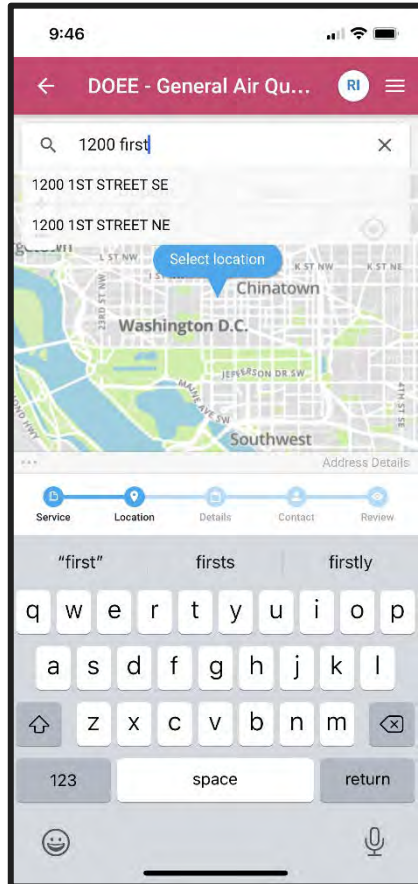 9:46
DOEE - General Air Qu...
RI
1200 first
1200 1ST STREET SE
1200 1ST STREET NE
L ST NW
Select location
K ST NW
K ST NE
23RD ST NW
Chinatown
Washington D.C.
JEFFERSON DR SW
MAINE AVE SW
4TH ST SE
Southwest
Address Details
Service
Location
Details
Contact
Review
"first"
firsts
firstly
q w e r t y u i o p
a s d f g h j k l
z x c v b n m
123
space
return